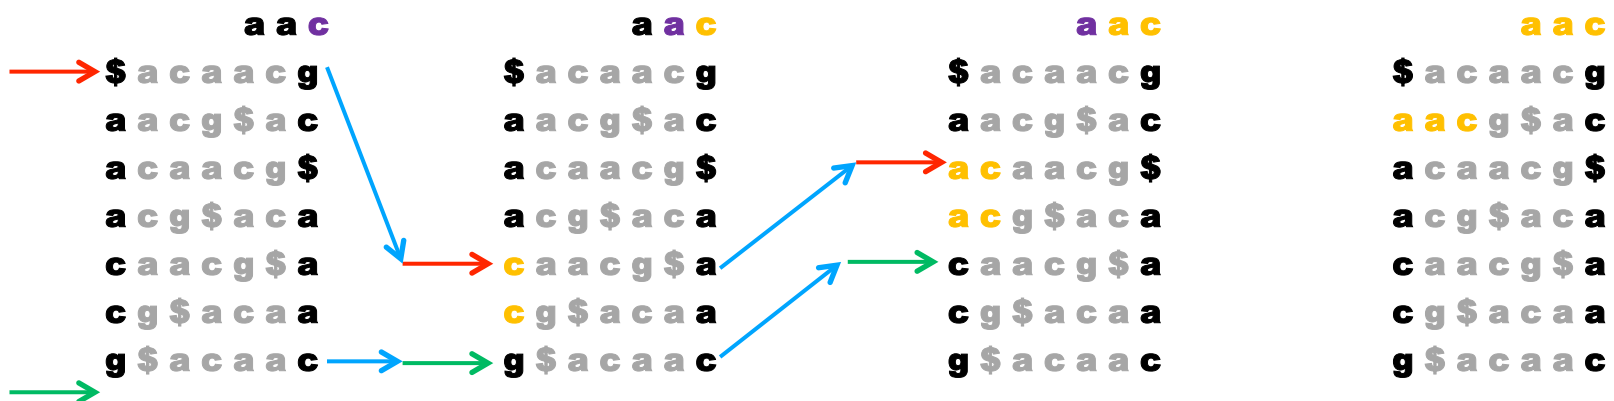 aac aac aac aac
$acaacg $acaacg $acaacg $acaacg
aacg$ac aacg$ac aacg$ac aacg$ac
acaacg$ acaacg$ acaacg$ acaacg$
acg$aca acg$aca acg$aca acg$aca
caacg$a caacg$a caacg$a caacg$a
cg$acaa cg$acaa cg$acaa cg$acaa
g$acaac g$acaac g$acaac g$acaac